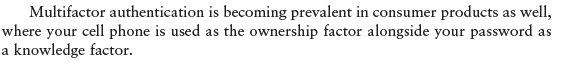 Multifactor authentication is becoming prevalent in consumer products as well,
where your cell phone is used as the ownership factor alongside your password as
a knowledge factor.